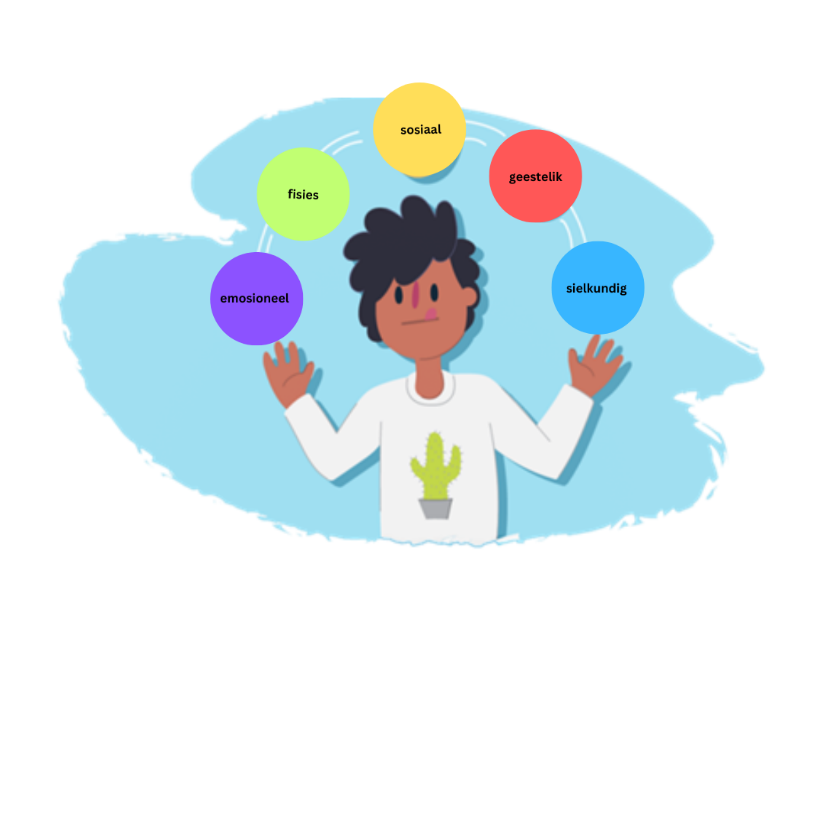 sosiaal
geestelik
fisies
sielkundig
emosioneel